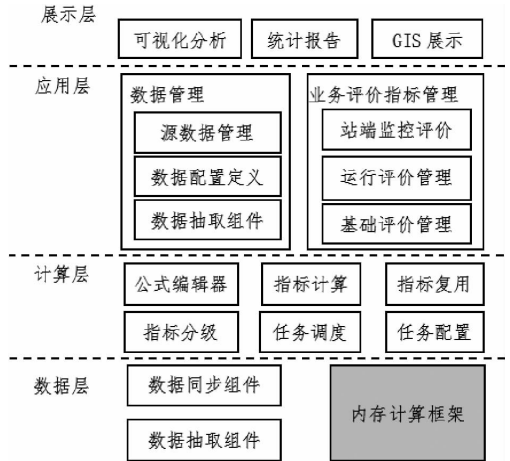 展示层
可视化分析 统计报告 GIS 展示
应用层
数据管理
源数据管理
数据配置定义
数据抽取组件
业务评价指标管理
站端监控评价
运行评价管理
基础评价管理
计算层
公式编辑器 指标计算 指标复用
指标分级 任务调度 任务配置
数据层
数据同步组件
数据抽取组件
内存计算框架